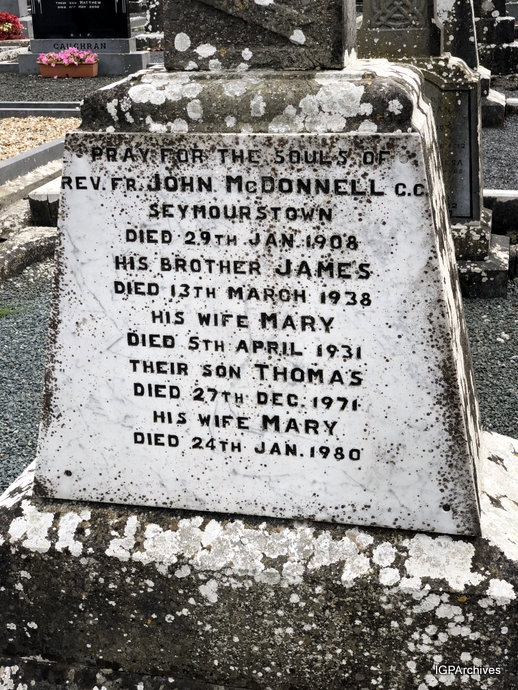 R.I.P.
CAUGHRAN
PRAY FOR THE SOULS OF
REV. FR. JOHN McDONNELL C.C.
SEYMOURSTOWN
DIED 29TH JAN. 1908
HIS BROTHER JAMES
DIED 13TH MARCH 1938
HIS WIFE MARY
DIED 5TH APRIL 1931
THEIR SON THOMAS
DIED 27TH DEC. 1971
HIS WIFE MARY
DIED 24TH JAN. 1980
IGPArchives